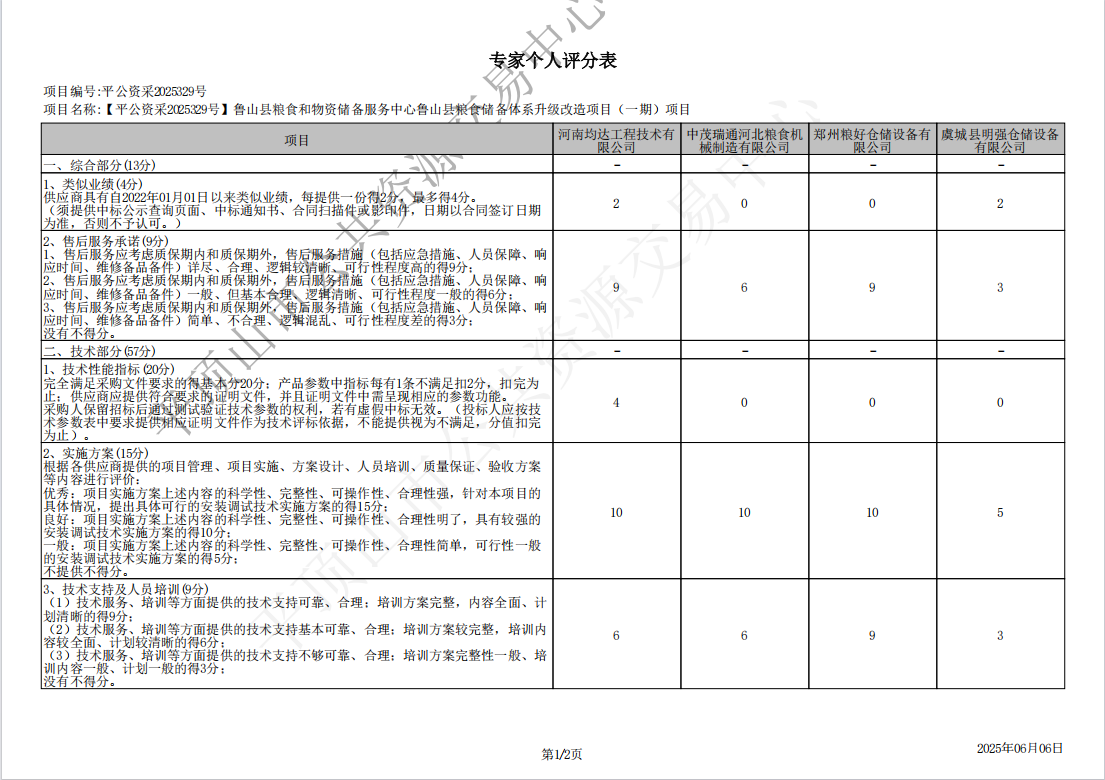 专家个人评分表
项目编号:平公资采2025329号
项目名称:【平公资采2025329号】鲁山县粮食和物资储备服务中心鲁山县粮食储备体系升级改造项目（一期）项目
项目 河南均达工程技术有限公司 中茂瑞通河北粮食机械制造有限公司 郑州粮好仓储设备有限公司 虞城县明强仓储设备有限公司
一、综合部分(13分) - - - -
1、类似业绩(4分)
供应商具有自2022年01月01日以来类似业绩，每提供一份得2分，最多得4分。
（须提供中标公示查询页面、中标通知书、合同扫描件或影印件，日期以合同签订日期
为准，否则不予认可。）
2 0 0 2
2、售后服务承诺(9分)
1、售后服务应考虑质保期内和质保期外，售后服务措施（包括应急措施、人员保障、响
应时间、维修备品备件）详尽、合理、逻辑较清晰、可行性程度高的得9分；
2、售后服务应考虑质保期内和质保期外，售后服务措施（包括应急措施、人员保障、响
应时间、维修备品备件）一般、但基本合理、逻辑清晰、可行性程度一般的得6分；
3、售后服务应考虑质保期内和质保期外，售后服务措施（包括应急措施、人员保障、响
应时间、维修备品备件）简单、不合理、逻辑混乱、可行性程度差的得3分；
没有不得分。
9 6 9 3
二、技术部分(57分) - - - -
1、技术性能指标(20分)
完全满足采购文件要求的得基本分20分；产品参数中指标每有1条不满足扣2分，扣完为
止；供应商应提供符合要求的证明文件，并且证明文件中需呈现相应的参数功能。
采购人保留招标后通过测试验证技术参数的权利，若有虚假中标无效。（投标人应按技
术参数表中要求提供相应证明文件作为技术评标依据，不能提供视为不满足，分值扣完
为止）。
4 0 0 0
2、实施方案(15分)
根据各供应商提供的项目管理、项目实施、方案设计、人员培训、质量保证、验收方案
等内容进行评价：
优秀：项目实施方案上述内容的科学性、完整性、可操作性、合理性强，针对本项目的
具体情况，提出具体可行的安装调试技术实施方案的得15分；
良好：项目实施方案上述内容的科学性、完整性、可操作性、合理性明了，具有较强的
安装调试技术实施方案的得10分；
一般：项目实施方案上述内容的科学性、完整性、可操作性、合理性简单，可行性一般
的安装调试技术实施方案的得5分；
不提供不得分。
10 10 10 5
3、技术支持及人员培训(9分)
（1）技术服务、培训等方面提供的技术支持可靠、合理；培训方案完整，内容全面、计
划清晰的得9分；
（2）技术服务、培训等方面提供的技术支持基本可靠、合理；培训方案较完整，培训内
容较全面、计划较清晰的得6分；
（3）技术服务、培训等方面提供的技术支持不够可靠、合理；培训方案完整性一般、培
训内容一般、计划一般的得3分；
没有不得分。
6 6 9 3
平顶山市公共资源交易中心
平顶山市公共资源交易中心
第1/2页
2025年06月06日